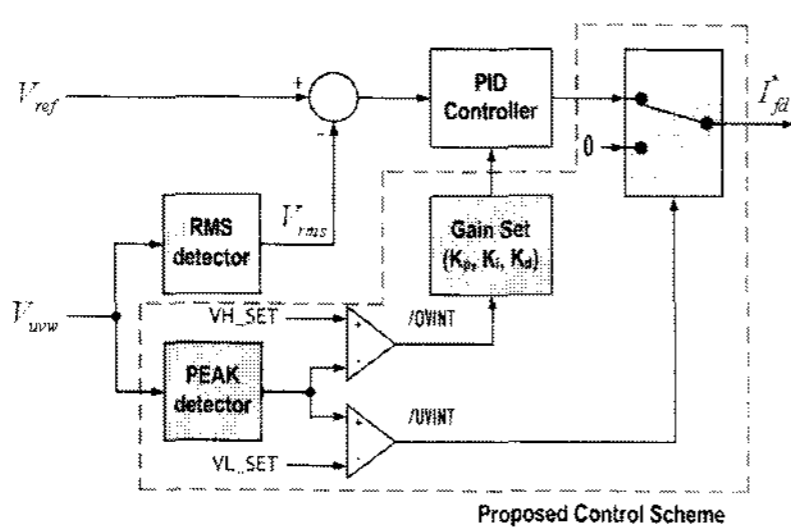 V_ref
+
-
PID
Controller
I*_fd
0
RMS
detector
V_rms
Gain Set
(K_p, K_i, K_d)
V_uvw
VH_SET
/OVINT
+
-
PEAK
detector
/UVINT
+
-
VL_SET
Proposed Control Scheme